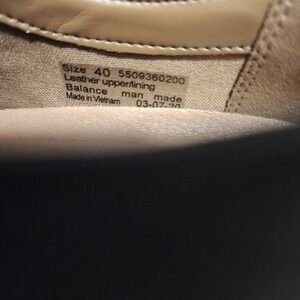 Size 40 5509360200
Leather upper/lining
Balance man made
Made in Vietnam 03-07-20